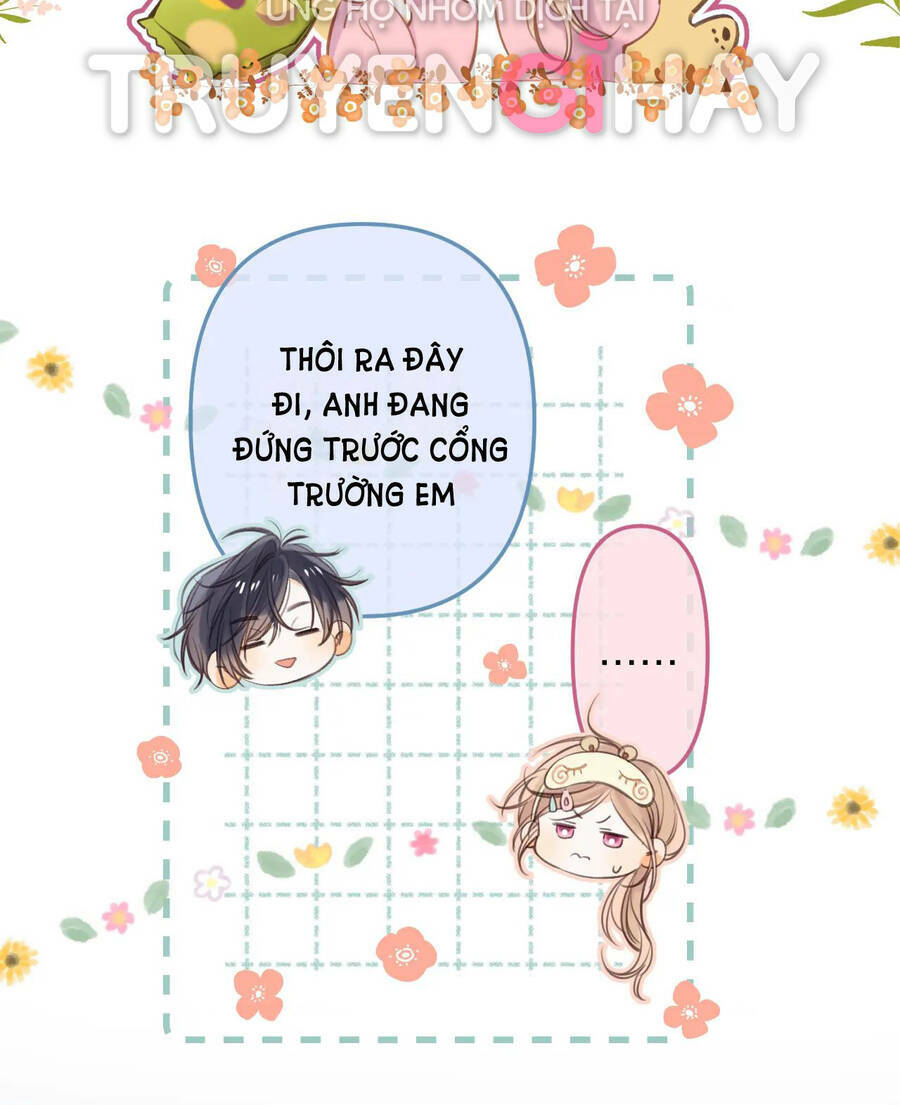 ỦNG HỘ NHÓM DỊCH TẠI
TRUYENGIHAY
THÔI RA ĐÂY
ĐI, ANH ĐANG
ĐỨNG TRƯỚC CỔNG
TRƯỜNG EM
......